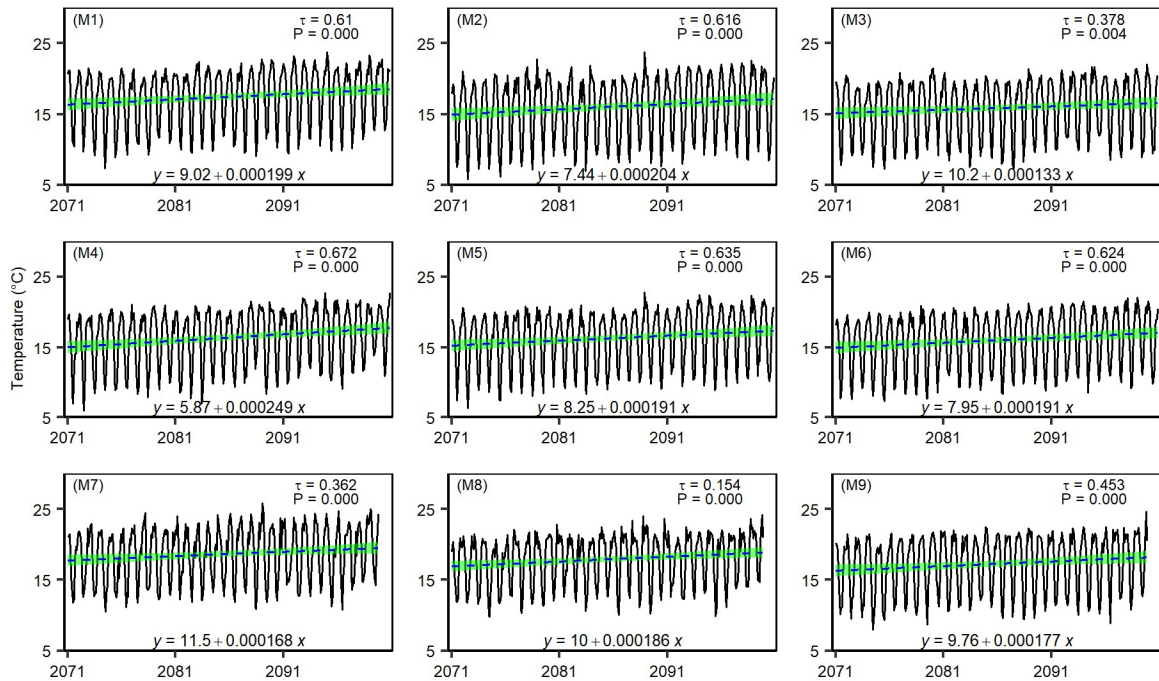 (M1)
τ = 0.61
P = 0.000
25
15
5
y = 9.02 + 0.000199 x
2071 2081 2091
(M2)
τ = 0.616
P = 0.000
25
15
5
y = 7.44 + 0.000204 x
2071 2081 2091
(M3)
τ = 0.378
P = 0.004
25
15
5
y = 10.2 + 0.000133 x
2071 2081 2091
Temperature (°C)
(M4)
τ = 0.672
P = 0.000
25
15
5
y = 5.87 + 0.000249 x
2071 2081 2091
(M5)
τ = 0.635
P = 0.000
25
15
5
y = 8.25 + 0.000191 x
2071 2081 2091
(M6)
τ = 0.624
P = 0.000
25
15
5
y = 7.95 + 0.000191 x
2071 2081 2091
(M7)
τ = 0.362
P = 0.000
25
15
5
y = 11.5 + 0.000168 x
2071 2081 2091
(M8)
τ = 0.154
P = 0.000
25
15
5
y = 10 + 0.000186 x
2071 2081 2091
(M9)
τ = 0.453
P = 0.000
25
15
5
y = 9.76 + 0.000177 x
2071 2081 2091